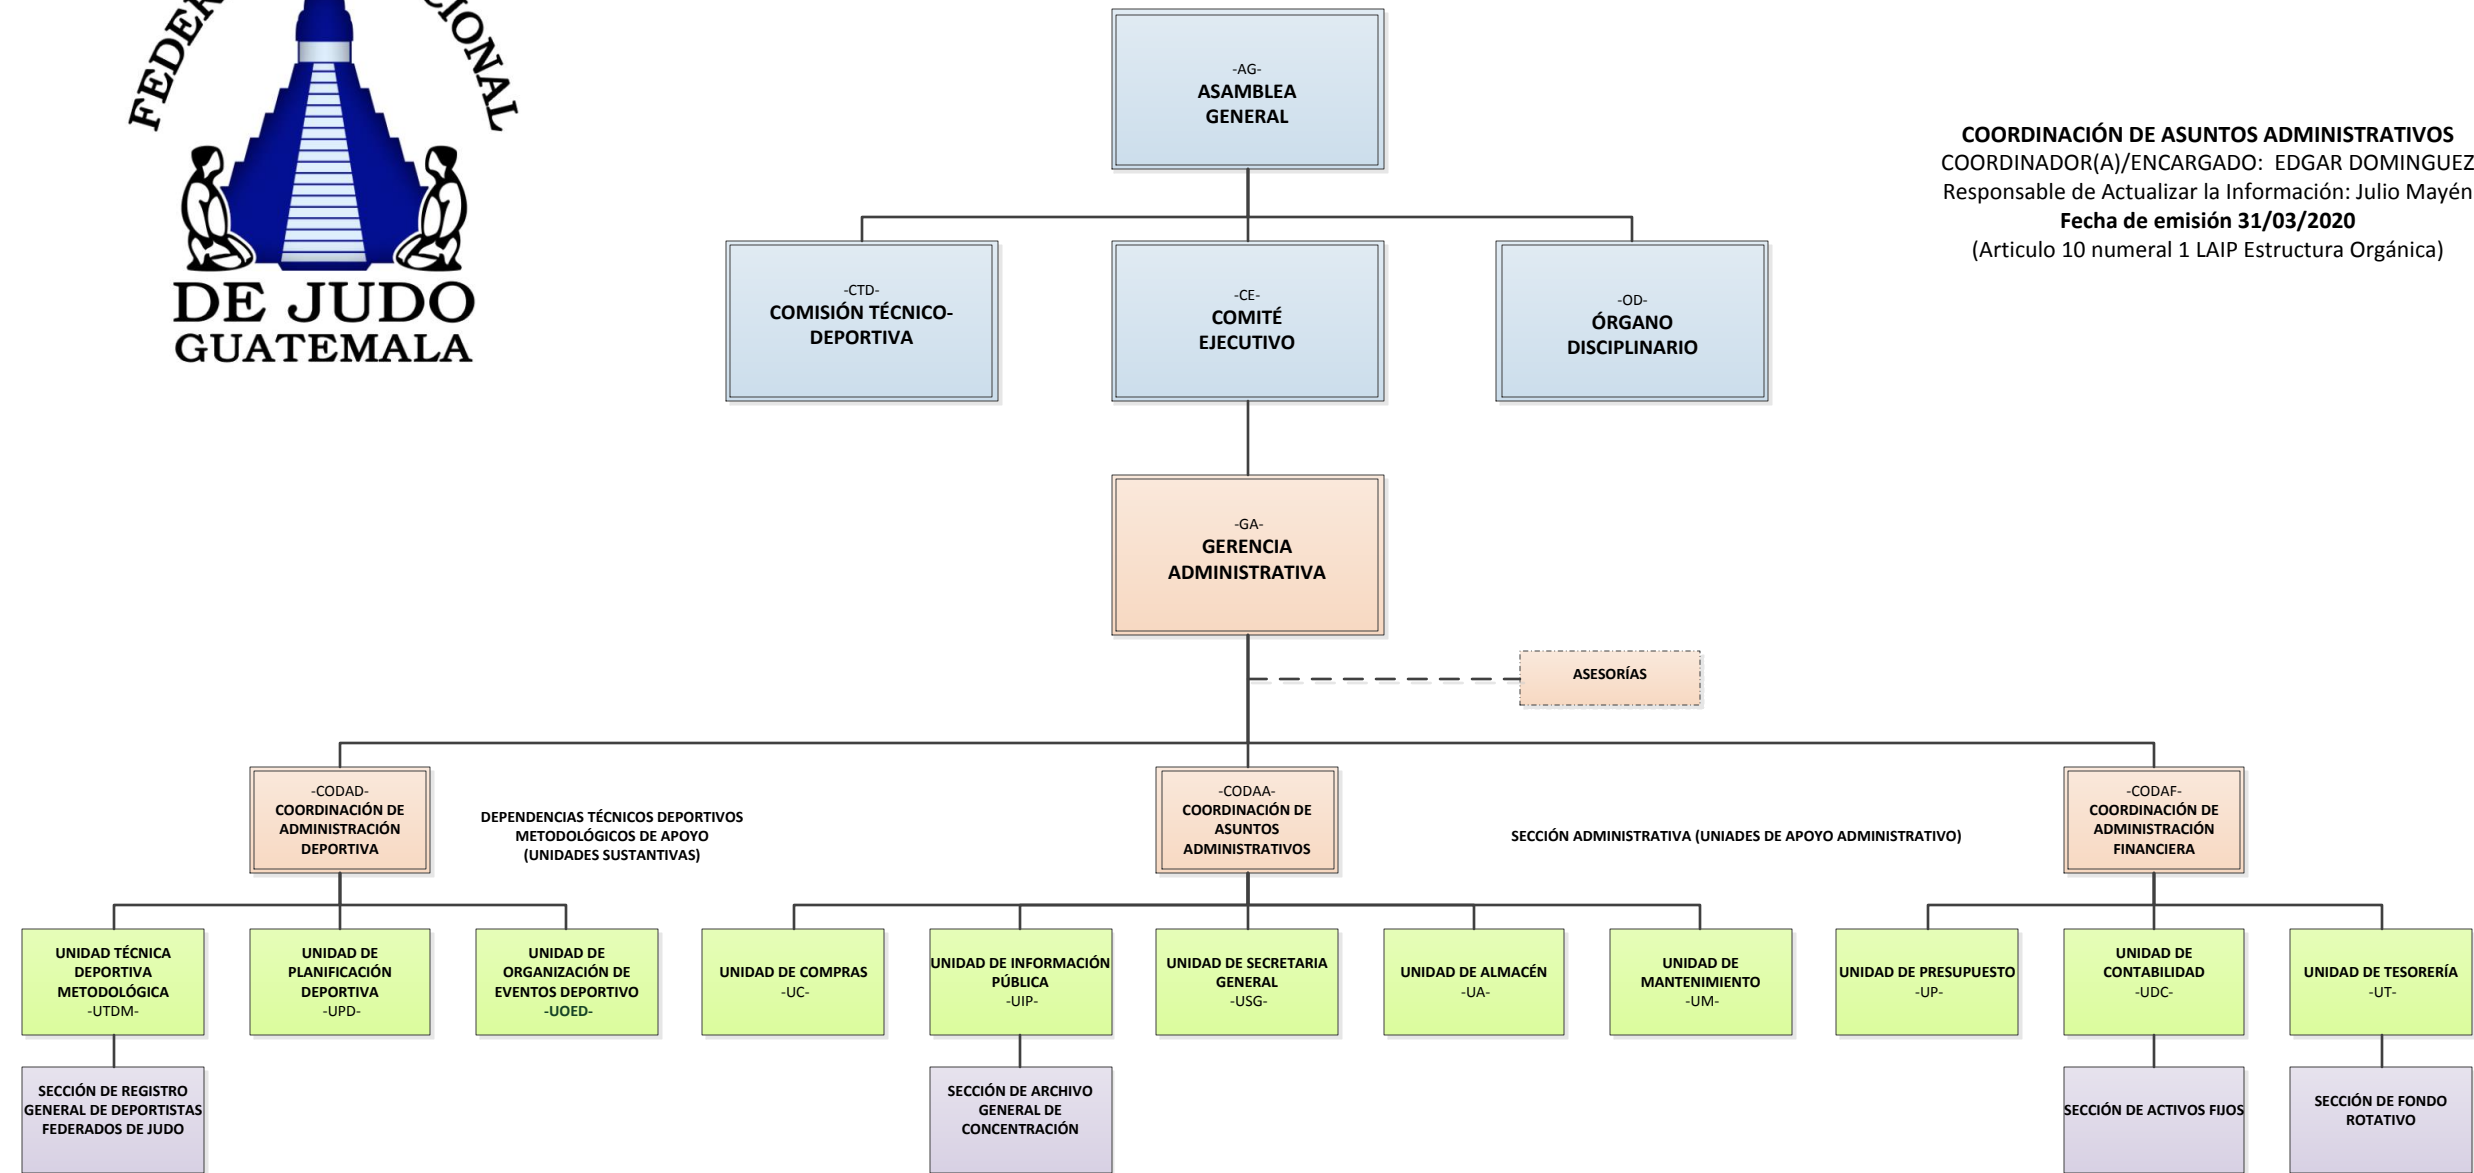 DE JUDO
GUATEMALA
-AG-
ASAMBLEA
GENERAL
COORDINACIÓN DE ASUNTOS ADMINISTRATIVOS
COORDINADOR(A)/ENCARGADO: EDGAR DOMINGUEZ
Responsable de Actualizar la Información: Julio Mayén
Fecha de emisión 31/03/2020
(Articulo 10 numeral 1 LAIP Estructura Orgánica)
-CTD-
COMISIÓN TÉCNICO-
DEPORTIVA
-CE-
COMITÉ
EJECUTIVO
-OD-
ÓRGANO
DISCIPLINARIO
-GA-
GERENCIA
ADMINISTRATIVA
ASESORÍAS
-CODAD-
COORDINACIÓN DE
ADMINISTRACIÓN
DEPORTIVA
DEPENDENCIAS TÉCNICOS DEPORTIVOS
METODOLÓGICOS DE APOYO
(UNIDADES SUSTANTIVAS)
-CODAA-
COORDINACIÓN DE
ASUNTOS
ADMINISTRATIVOS
SECCIÓN ADMINISTRATIVA (UNIADES DE APOYO ADMINISTRATIVO)
-CODAF-
COORDINACIÓN DE
ADMINISTRACIÓN
FINANCIERA
UNIDAD TÉCNICA
DEPORTIVA
METODOLÓGICA
-UTDM-
UNIDAD DE
PLANIFICACIÓN
DEPORTIVA
-UPD-
UNIDAD DE
ORGANIZACIÓN DE
EVENTOS DEPORTIVO
-UOED-
UNIDAD DE COMPRAS
-UC-
UNIDAD DE INFORMACIÓN
PÚBLICA
-UIP-
UNIDAD DE SECRETARIA
GENERAL
-USG-
UNIDAD DE ALMACÉN
-UA-
UNIDAD DE
MANTENIMIENTO
-UM-
UNIDAD DE PRESUPUESTO
-UP-
UNIDAD DE
CONTABILIDAD
-UDC-
UNIDAD DE TESORERÍA
-UT-
SECCIÓN DE REGISTRO
GENERAL DE DEPORTISTAS
FEDERADOS DE JUDO
SECCIÓN DE ARCHIVO
GENERAL DE
CONCENTRACIÓN
SECCIÓN DE ACTIVOS FIJOS
SECCIÓN DE FONDO
ROTATIVO